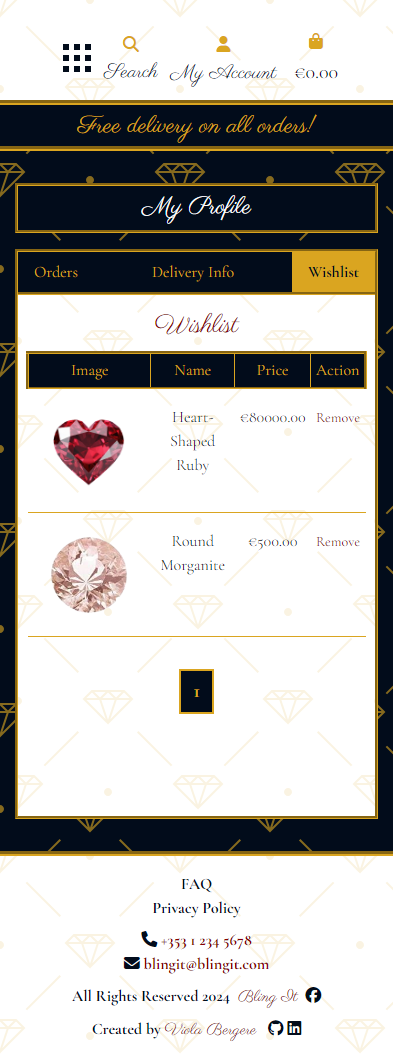 Search My Account €0.00
Free delivery on all orders!
My Profile
Orders Delivery Info Wishlist
Wishlist
Image Name Price Action
Heart- €80000.00 Remove
Shaped
Ruby
Round €500.00 Remove
Morganite
1
FAQ
Privacy Policy
+353 1 234 5678
blingit@blingit.com
All Rights Reserved 2024 Bling It
Created by Viola Bergere